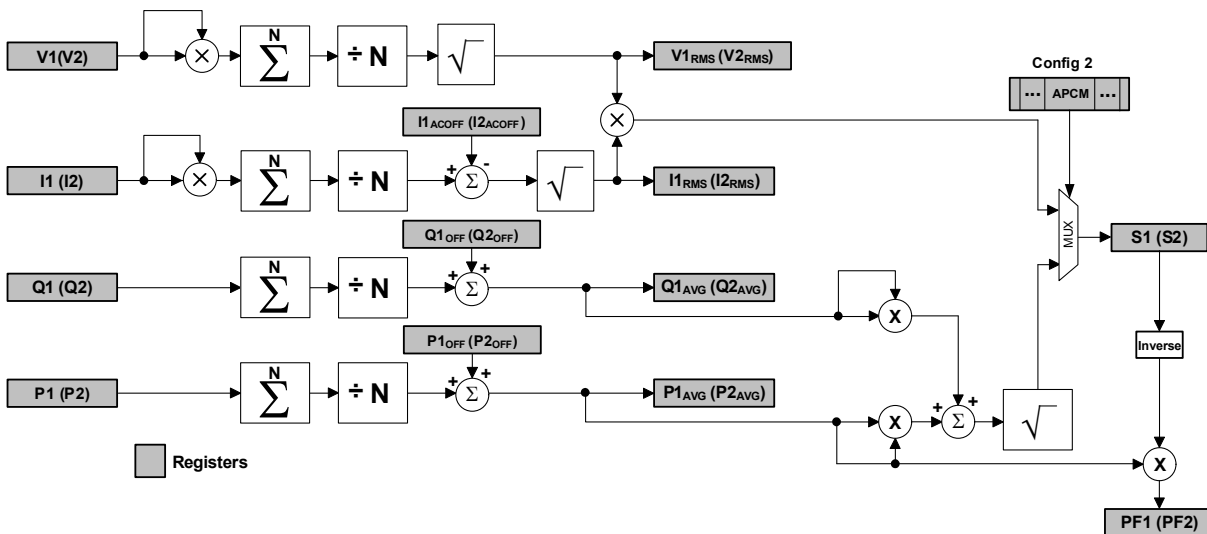 V1(V2)
×
N
∑
÷ N
√
V1RMS (V2RMS)
Config 2
... APCM ...
I1ACOFF (I2ACOFF)
×
I1 (I2)
×
N
∑
÷ N
+
-
Σ
√
I1RMS (I2RMS)
MUX
S1 (S2)
Q1OFF (Q2OFF)
Q1 (Q2)
N
∑
÷ N
+
+
Σ
Q1AVG (Q2AVG)
X
P1OFF (P2OFF)
Inverse
P1 (P2)
N
∑
÷ N
+
+
Σ
P1AVG (P2AVG)
X
+
+
Σ
√
Registers
X
PF1 (PF2)